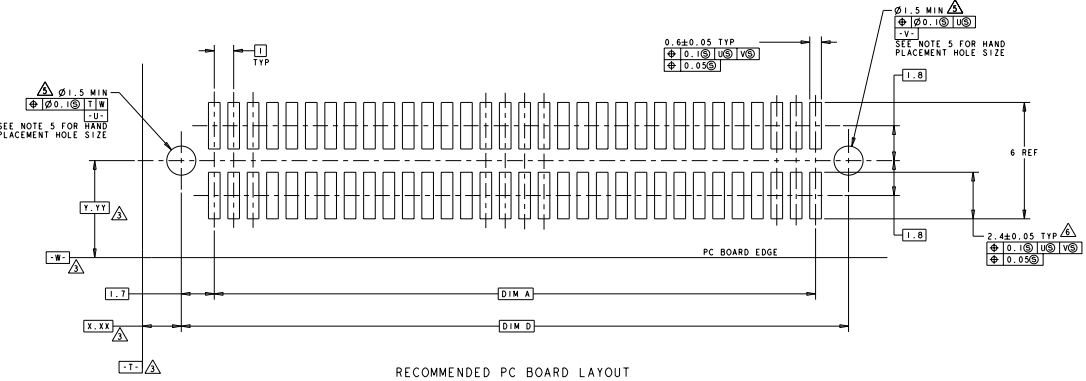 Ø1.5 MIN 5
⌖ Ø0.1Ⓢ UⓈ
-V-
SEE NOTE 5 FOR HAND
PLACEMENT HOLE SIZE
0.6±0.05 TYP
⌖ 0.1Ⓢ UⓈ VⓈ
⌖ 0.05Ⓢ
1
TYP
1.8
5 Ø1.5 MIN
⌖ Ø0.1Ⓢ T W
-U-
SEE NOTE 5 FOR HAND
PLACEMENT HOLE SIZE
6 REF
Y.YY 3
1.8
2.4±0.05 TYP 6
⌖ 0.1Ⓢ UⓈ VⓈ
⌖ 0.05Ⓢ
-W- 3
PC BOARD EDGE
1.7
DIM A
X.XX 3
DIM D
-T- 3
RECOMMENDED PC BOARD LAYOUT